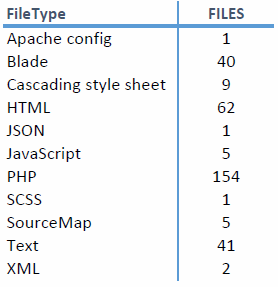 FileType FILES
Apache config 1
Blade 40
Cascading style sheet 9
HTML 62
JSON 1
JavaScript 5
PHP 154
SCSS 1
SourceMap 5
Text 41
XML 2